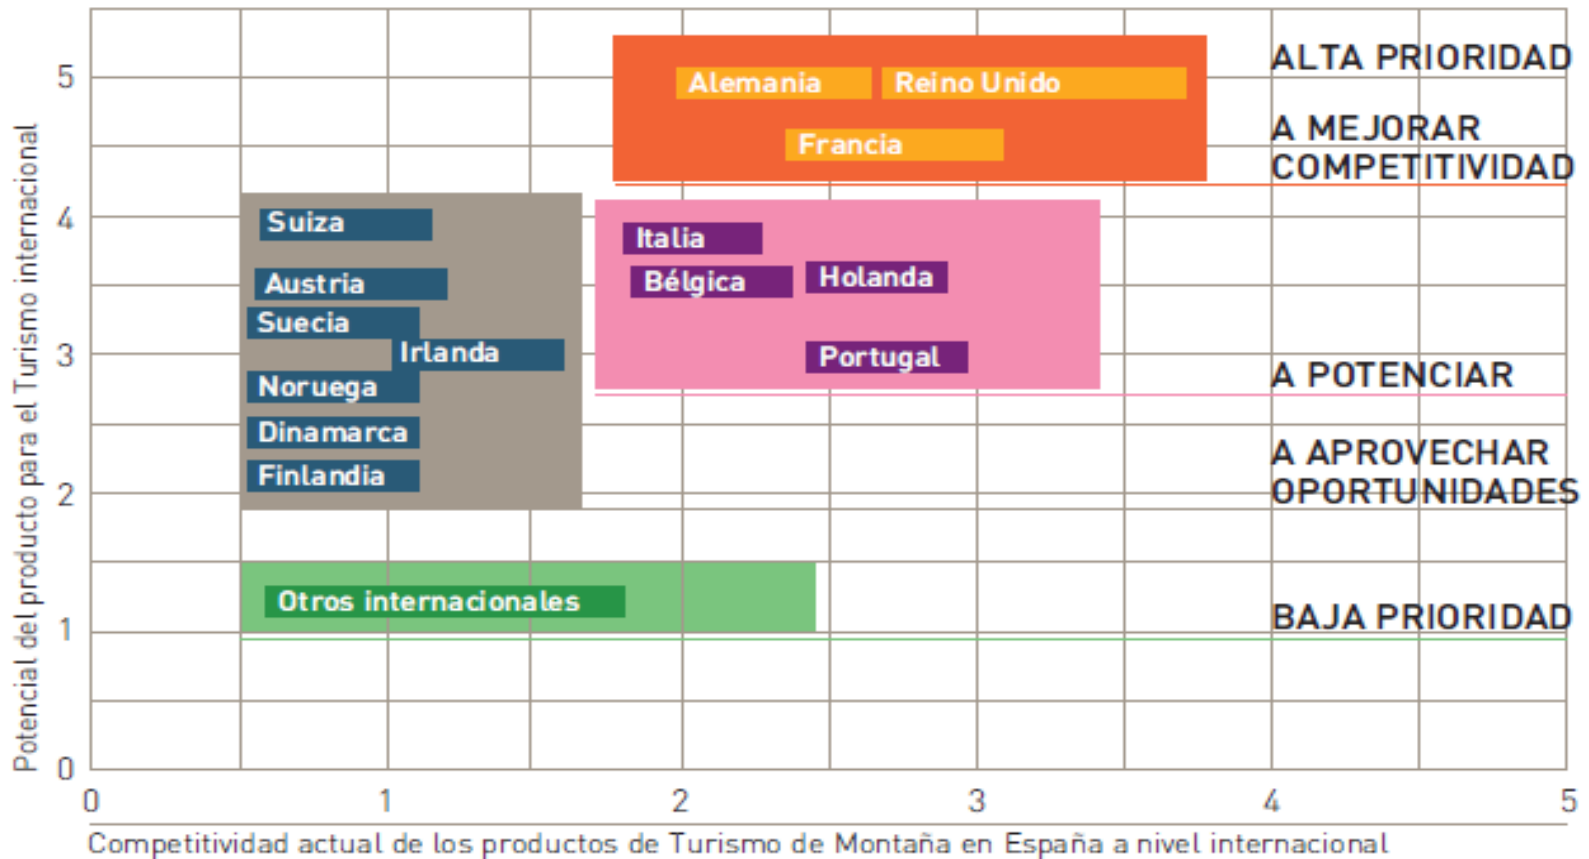 Potencial del producto para el Turismo internacional
5
4
3
2
1
0
Alemania
Reino Unido
Francia
ALTA PRIORIDAD
A MEJORAR
COMPETITIVIDAD
Suiza
Austria
Suecia
Irlanda
Noruega
Dinamarca
Finlandia
Italia
Bélgica
Holanda
Portugal
A POTENCIAR
A APROVECHAR
OPORTUNIDADES
Otros internacionales
BAJA PRIORIDAD
0 1 2 3 4 5
Competitividad actual de los productos de Turismo de Montaña en España a nivel internacional